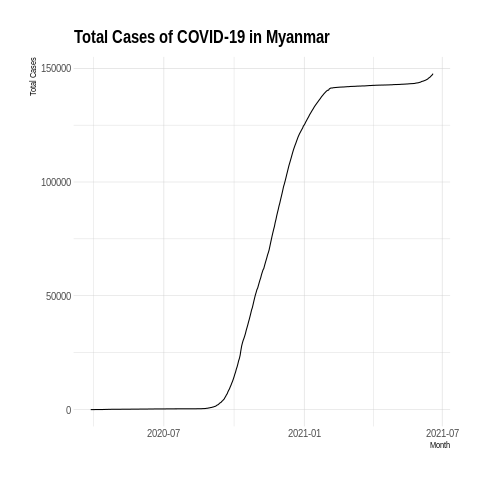 Total Cases of COVID-19 in Myanmar
Total Cases
150000
100000
50000
0
2020-07
2021-01
2021-07
Month